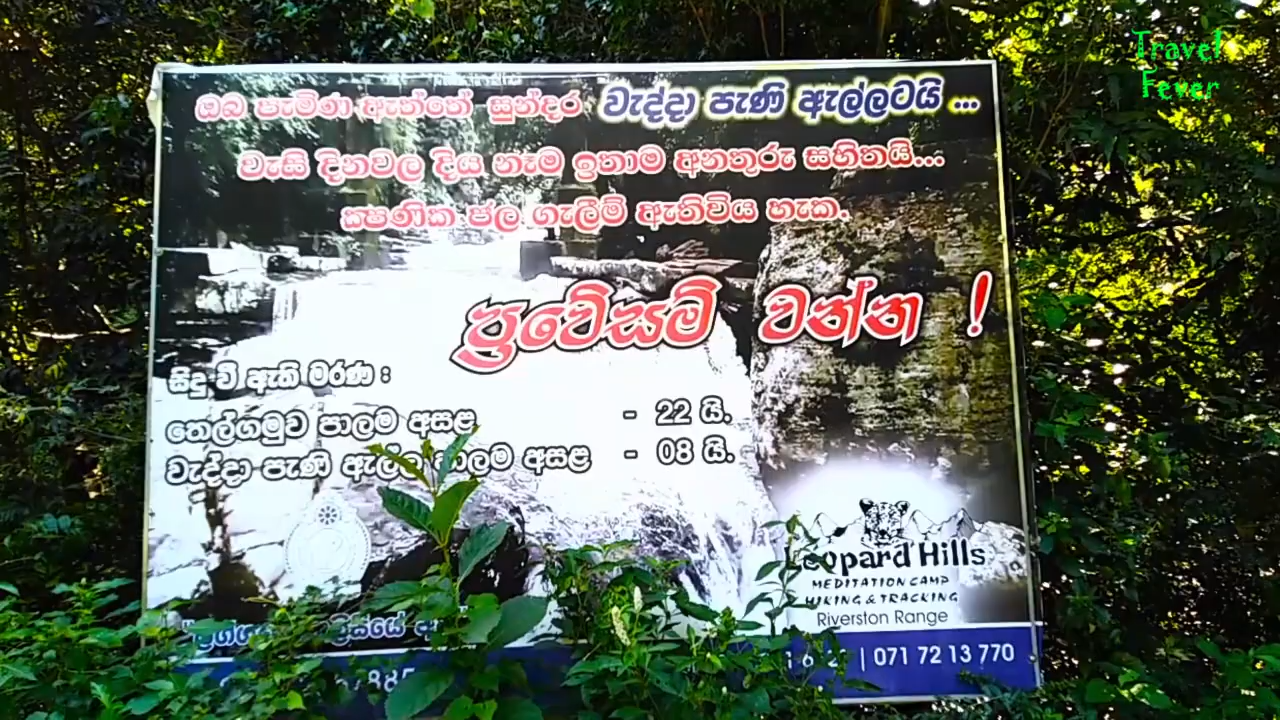 Travel
Fever
ඔබ පැමිණ ඇත්තේ සුන්දර වැද්දා පැණි ඇල්ලටයි ...
වැසි දිනවල දිය නෑම ඉතාම අනතුරු සහිතයි...
ක්‍ෂණික ජල ගැලීම් ඇතිවිය හැක.
ප්‍රවේසම් වන්න !
සිදු වී ඇති මරණ :
තෙල්ගමුව පාලම අසළ - 22 යි.
වැද්දා පැණි ඇල්ල පාලම අසළ - 08 යි.
Leopard Hills
MEDITATION CAMP
HIKING & TRACKING
Riverston Range
| 071 72 13 770